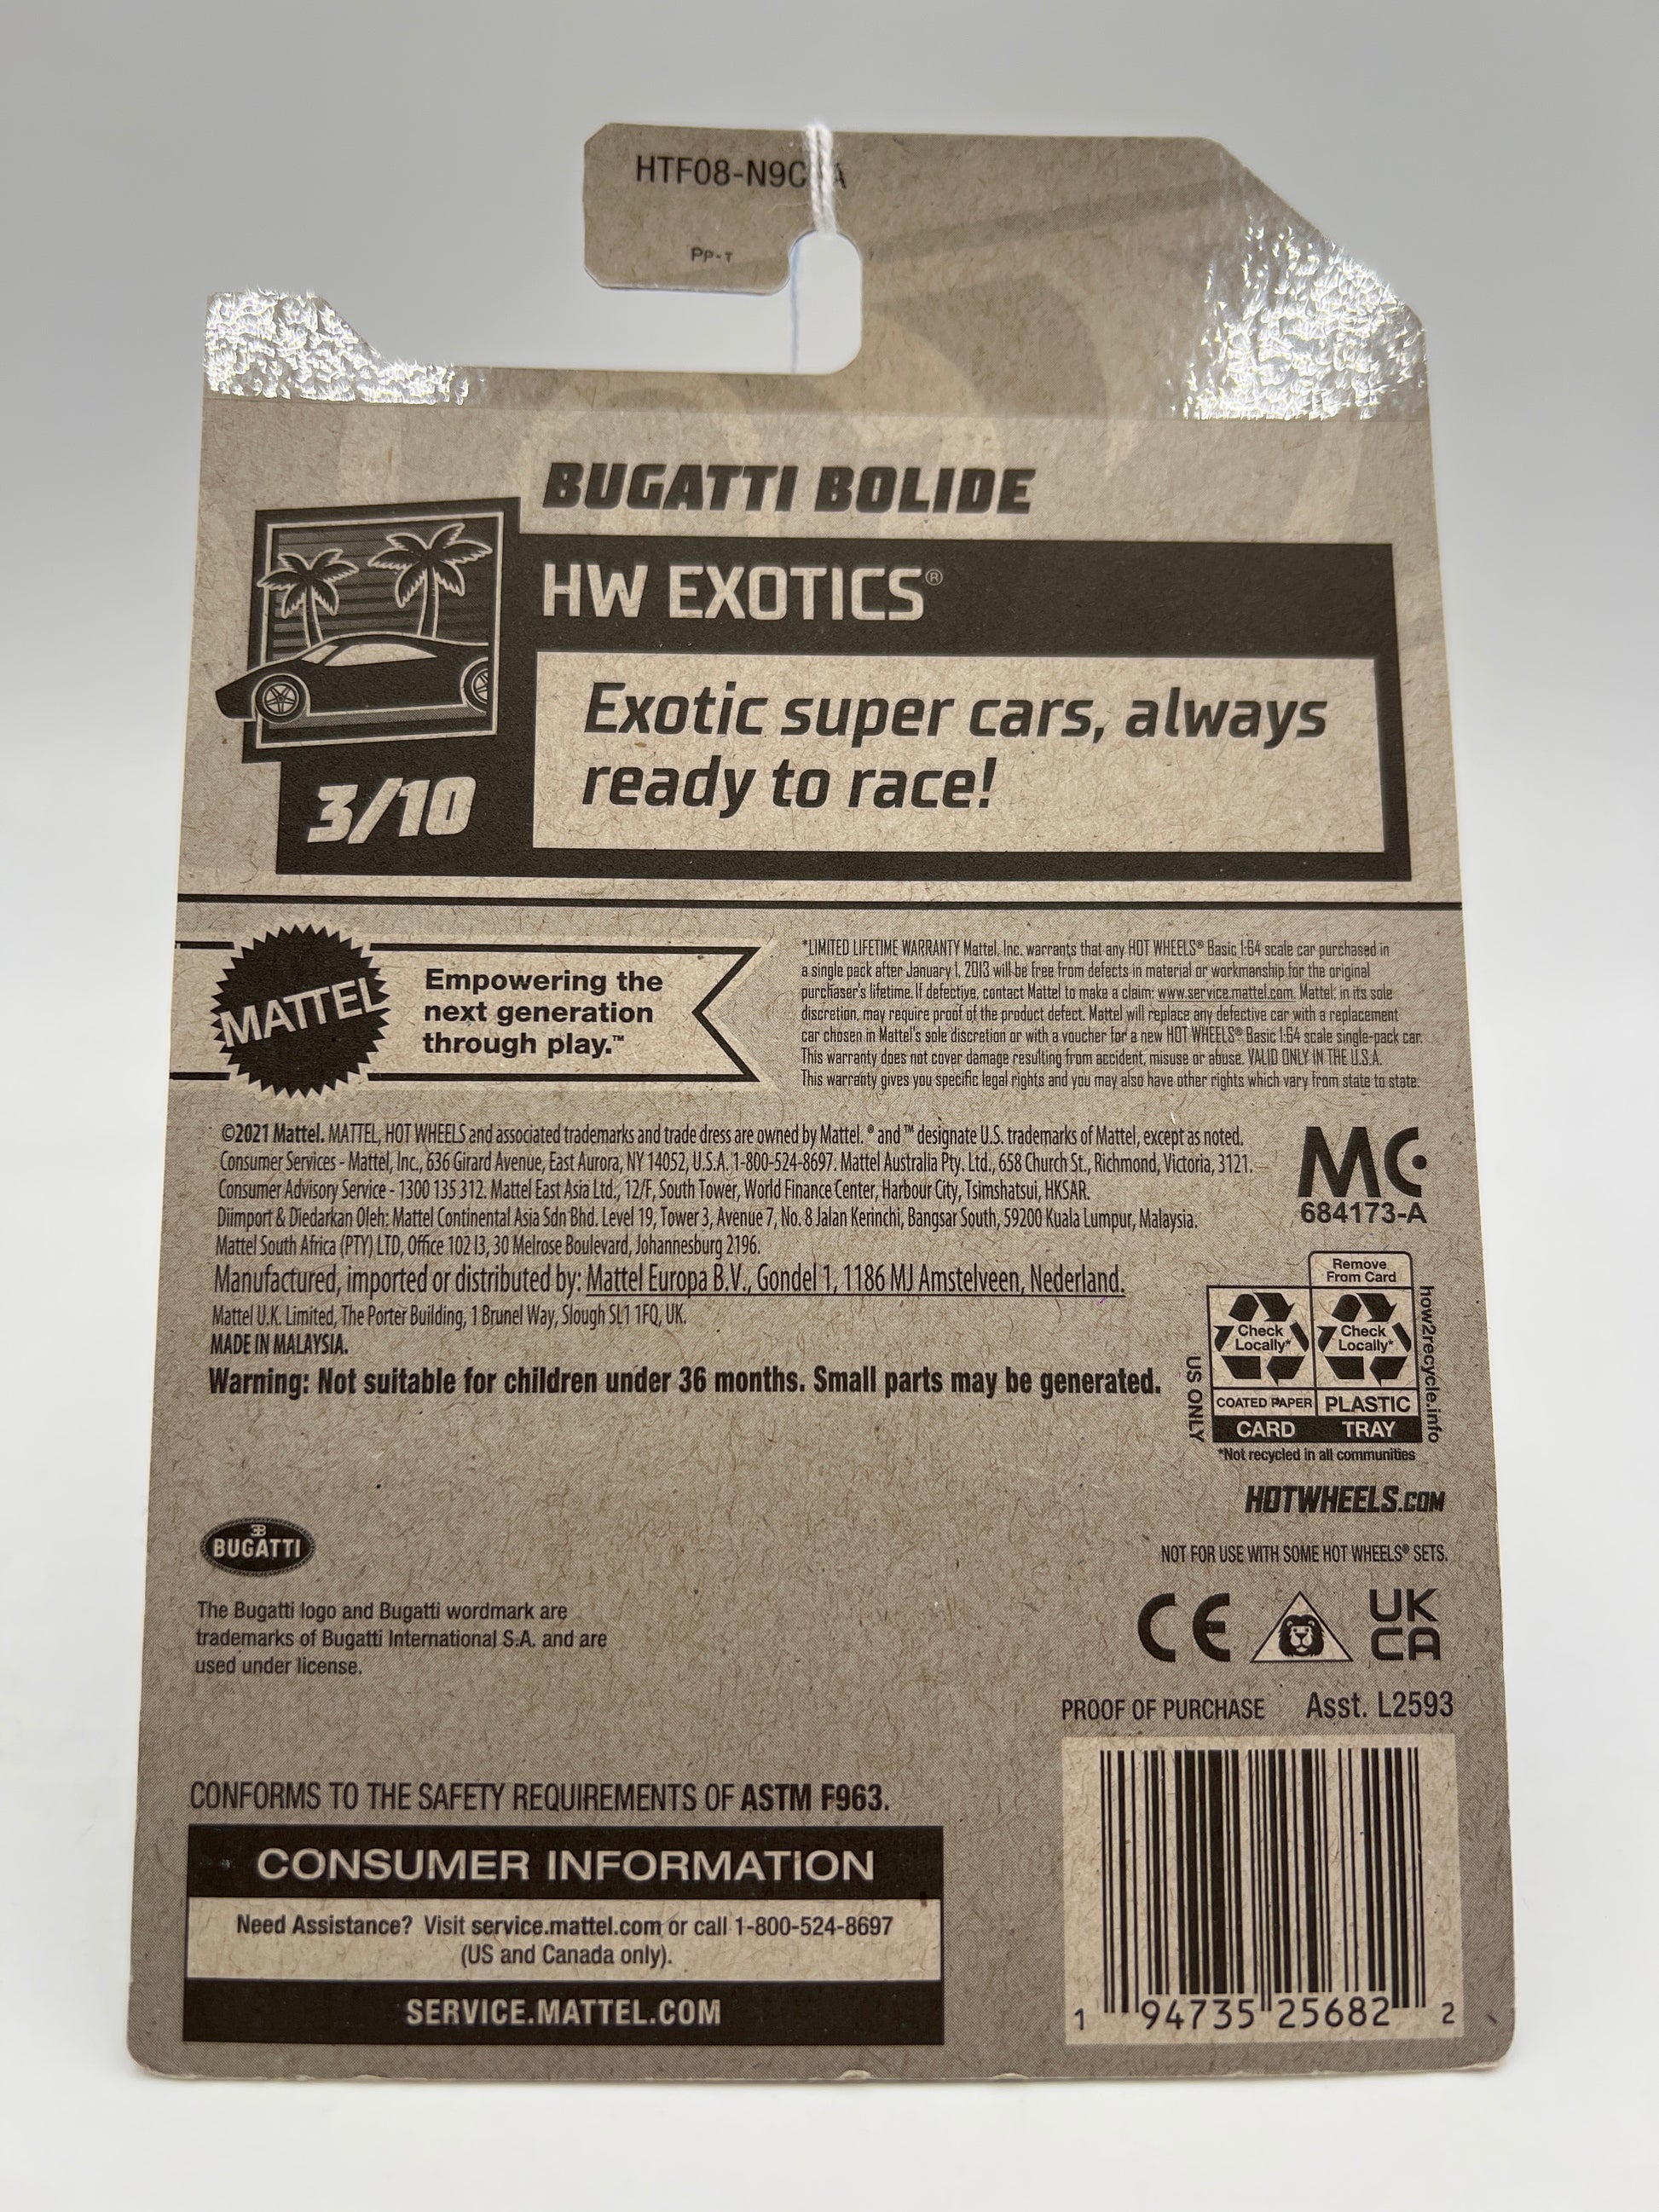 HTF08-N9C
PP-T
BUGATTI BOLIDE
HW EXOTICS®
Exotic super cars, always
ready to race!
3/10
MATTEL
Empowering the
next generation
through play.™
*LIMITED LIFETIME WARRANTY Mattel, Inc. warrants that any HOT WHEELS® Basic 1:64 scale car purchased in
a single pack after January 1, 2013 will be free from defects in material or workmanship for the original
purchaser's lifetime. If defective, contact Mattel to make a claim: www.service.mattel.com. Mattel, in its sole
discretion, may require proof of the product defect. Mattel will replace any defective car with a replacement
car chosen in Mattel's sole discretion or with a voucher for a new HOT WHEELS® Basic 1:64 scale single-pack car.
This warranty does not cover damage resulting from accident, misuse or abuse. VALID ONLY IN THE U.S.A.
This warranty gives you specific legal rights and you may also have other rights which vary from state to state.
©2021 Mattel. MATTEL, HOT WHEELS and associated trademarks and trade dress are owned by Mattel. ® and ™ designate U.S. trademarks of Mattel, except as noted.
Consumer Services - Mattel, Inc., 636 Girard Avenue, East Aurora, NY 14052, U.S.A. 1-800-524-8697. Mattel Australia Pty. Ltd., 658 Church St., Richmond, Victoria, 3121.
Consumer Advisory Service - 1300 135 312. Mattel East Asia Ltd., 12/F, South Tower, World Finance Center, Harbour City, Tsimshatsui, HKSAR.
Diimport & Diedarkan Oleh: Mattel Continental Asia Sdn Bhd. Level 19, Tower 3, Avenue 7, No. 8 Jalan Kerinchi, Bangsar South, 59200 Kuala Lumpur, Malaysia.
Mattel South Africa (PTY) LTD, Office 102 I3, 30 Melrose Boulevard, Johannesburg 2196.
Manufactured, imported or distributed by: Mattel Europa B.V., Gondel 1, 1186 MJ Amstelveen, Nederland.
Mattel U.K. Limited, The Porter Building, 1 Brunel Way, Slough SL1 1FQ, UK.
MADE IN MALAYSIA.
Warning: Not suitable for children under 36 months. Small parts may be generated.
MC
684173-A
Remove
From Card
Check
Locally*
Check
Locally*
COATED PAPER
PLASTIC
CARD
TRAY
US ONLY
how2recycle.info
*Not recycled in all communities
HOTWHEELS.COM
NOT FOR USE WITH SOME HOT WHEELS® SETS.
CE
UK
CA
EB
BUGATTI
The Bugatti logo and Bugatti wordmark are
trademarks of Bugatti International S.A. and are
used under license.
PROOF OF PURCHASE Asst. L2593
CONFORMS TO THE SAFETY REQUIREMENTS OF ASTM F963.
CONSUMER INFORMATION
Need Assistance? Visit service.mattel.com or call 1-800-524-8697
(US and Canada only).
SERVICE.MATTEL.COM
1 94735 25682 2